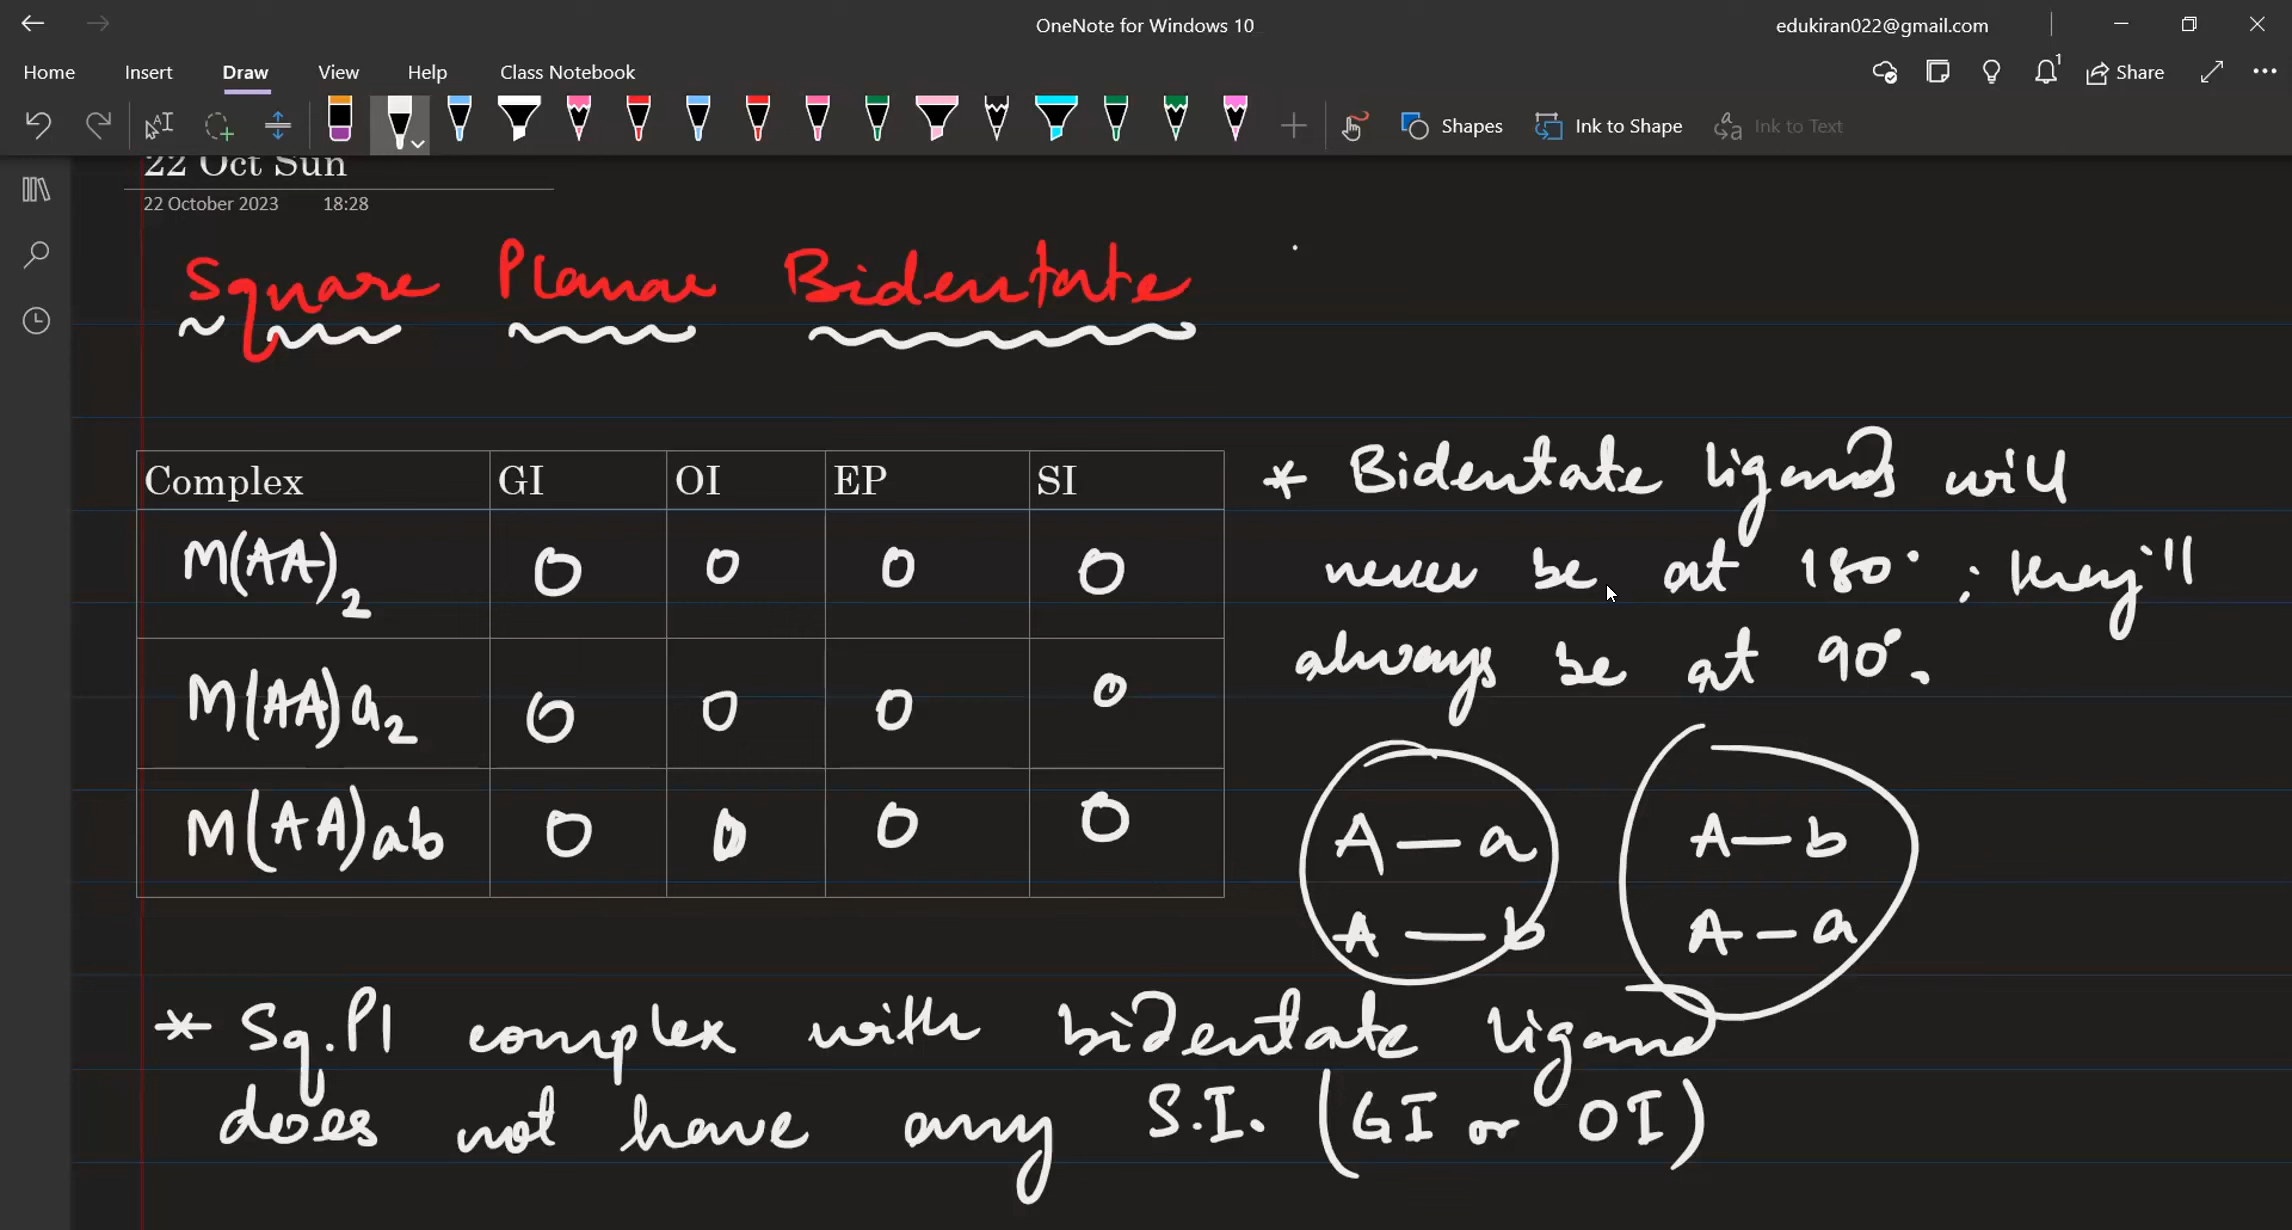 OneNote for Windows 10
edukiran022@gmail.com
Home Insert Draw View Help Class Notebook
1
Share
Shapes Ink to Shape Ink to Text
22 Oct Sun
22 October 2023 18:28
Square Planar Bidentate
Complex GI OI EP SI
M(AA)2 0 0 0 0
M(AA)a2 0 0 0 0
M(AA)ab 0 0 0 0
* Bidentate ligands will
never be at 180° ; they'll
always be at 90°.
A — a
A — b
A — b
A — a
* Sq. Pl complex with bidentate ligand
does not have any S.I. (GI or OI)